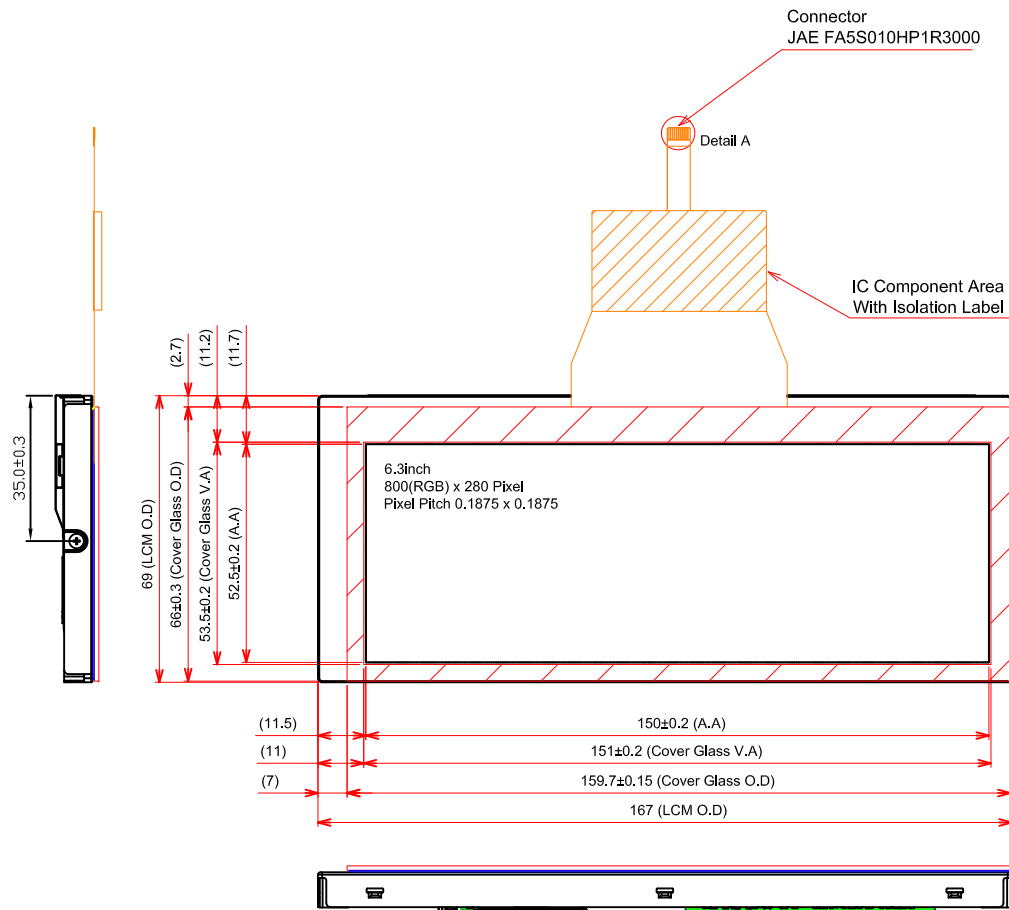 Connector
JAE FA5S010HP1R3000
Detail A
IC Component Area
With Isolation Label
(2.7)
(11.2)
(11.7)
35.0±0.3
69 (LCM O.D)
66±0.3 (Cover Glass O.D)
53.5±0.2 (Cover Glass V.A)
52.5±0.2 (A.A)
6.3inch
800(RGB) x 280 Pixel
Pixel Pitch 0.1875 x 0.1875
(11.5)
150±0.2 (A.A)
(11)
151±0.2 (Cover Glass V.A)
(7)
159.7±0.15 (Cover Glass O.D)
167 (LCM O.D)